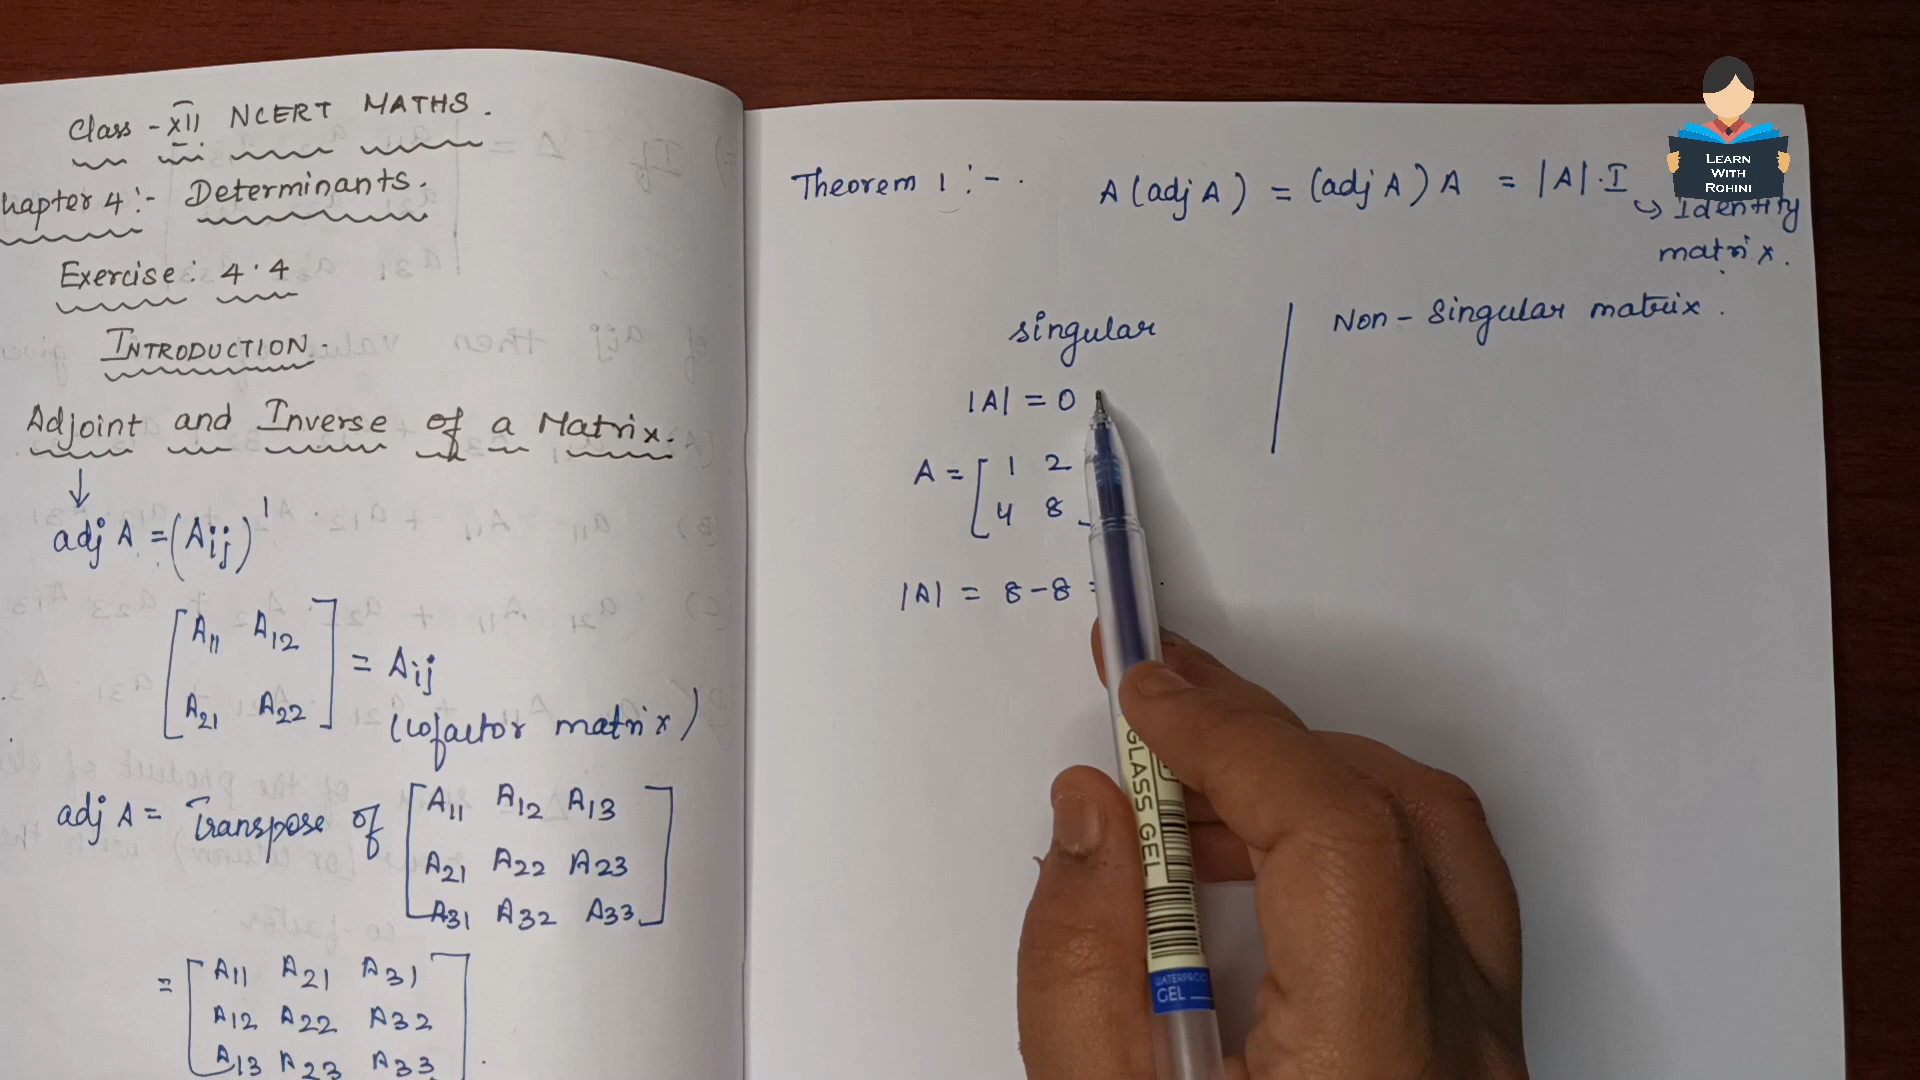 Class - XII NCERT MATHS.
hapter 4:- Determinants.
Exercise: 4.4
INTRODUCTION.
Adjoint and Inverse of a Matrix.
↓
adj A = (Aij)'
[A11 A12
A21 A22] = Aij
(cofactor matrix)
adj A = Transpose of [A11 A12 A13
A21 A22 A23
A31 A32 A33]
= [A11 A21 A31
A12 A22 A32
A13 A23 A33]
Theorem 1:- A(adj A) = (adj A) A = |A|. I
↳ Identity
matrix.
singular
|A| = 0
A = [1 2
4 8
|A| = 8 - 8 =
Non - Singular matrix.
LEARN
WITH
ROHINI
GLASS GEL
GEL